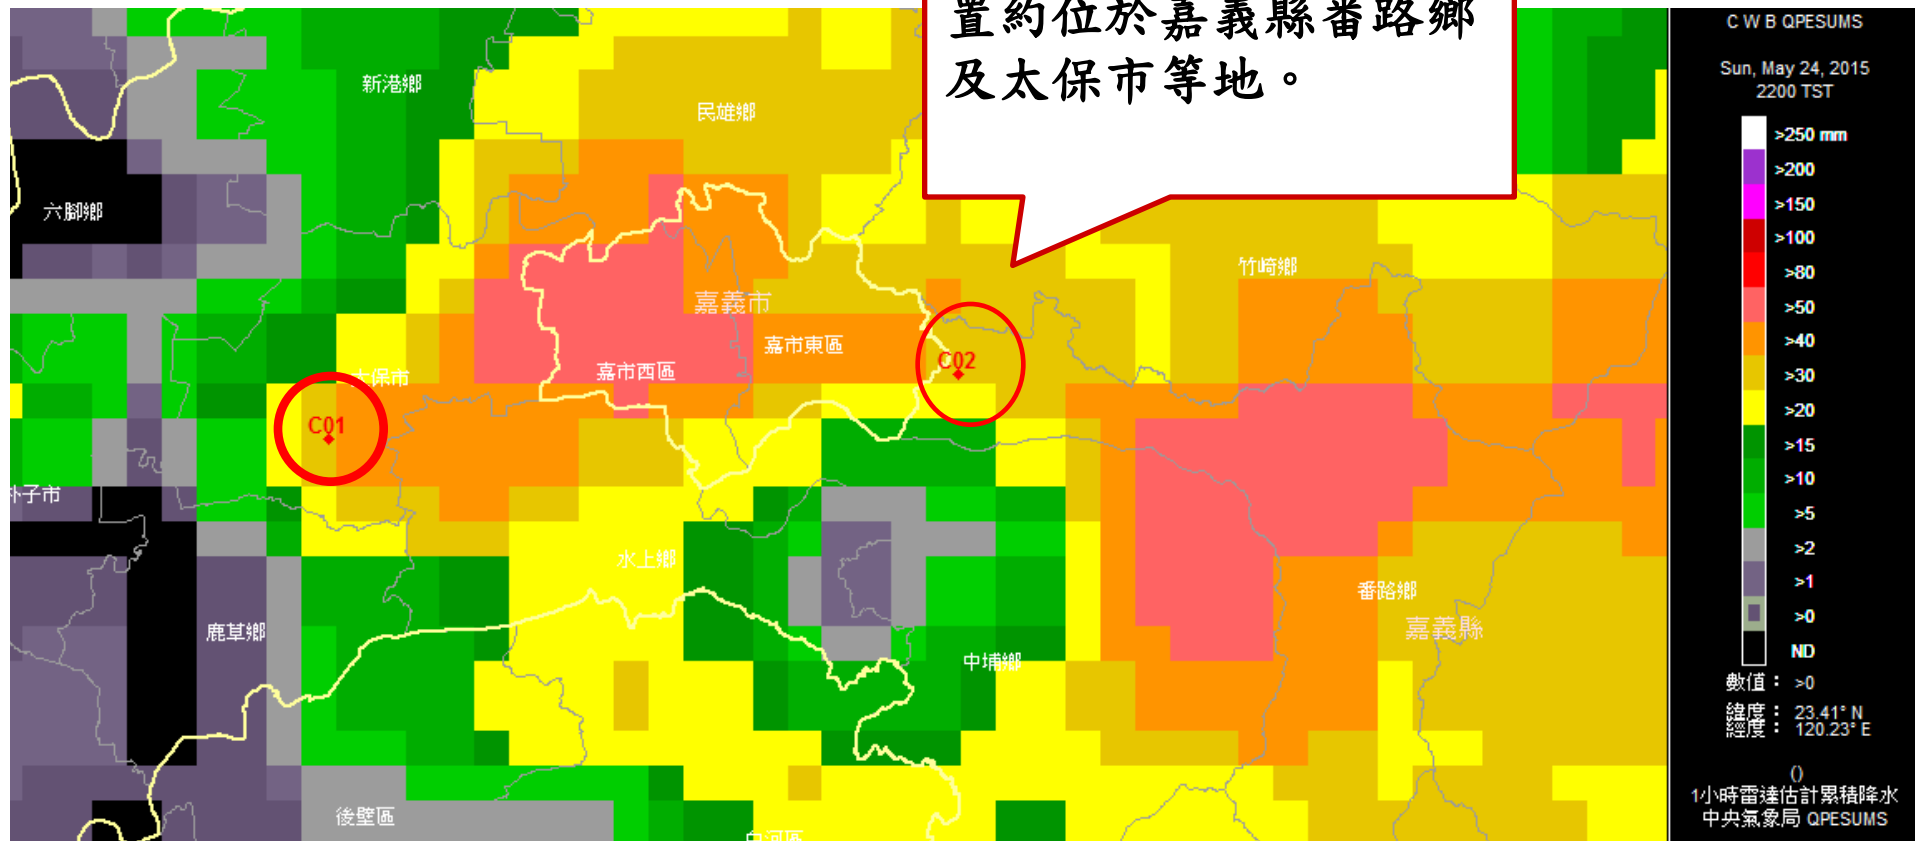 置約位於嘉義縣番路鄉
及太保市等地。
新港鄉
民雄鄉
六腳鄉
竹崎鄉
嘉義市
嘉市東區
嘉市西區
太保市
C01
C02
朴子市
水上鄉
番路鄉
嘉義縣
鹿草鄉
中埔鄉
後壁區
白河區
C W B QPESUMS
Sun, May 24, 2015
2200 TST
>250 mm
>200
>150
>100
>80
>50
>40
>30
>20
>15
>10
>5
>2
>1
>0
ND
數值： >0
緯度： 23.41° N
經度： 120.23° E
()
1小時雷達估計累積降水
中央氣象局 QPESUMS